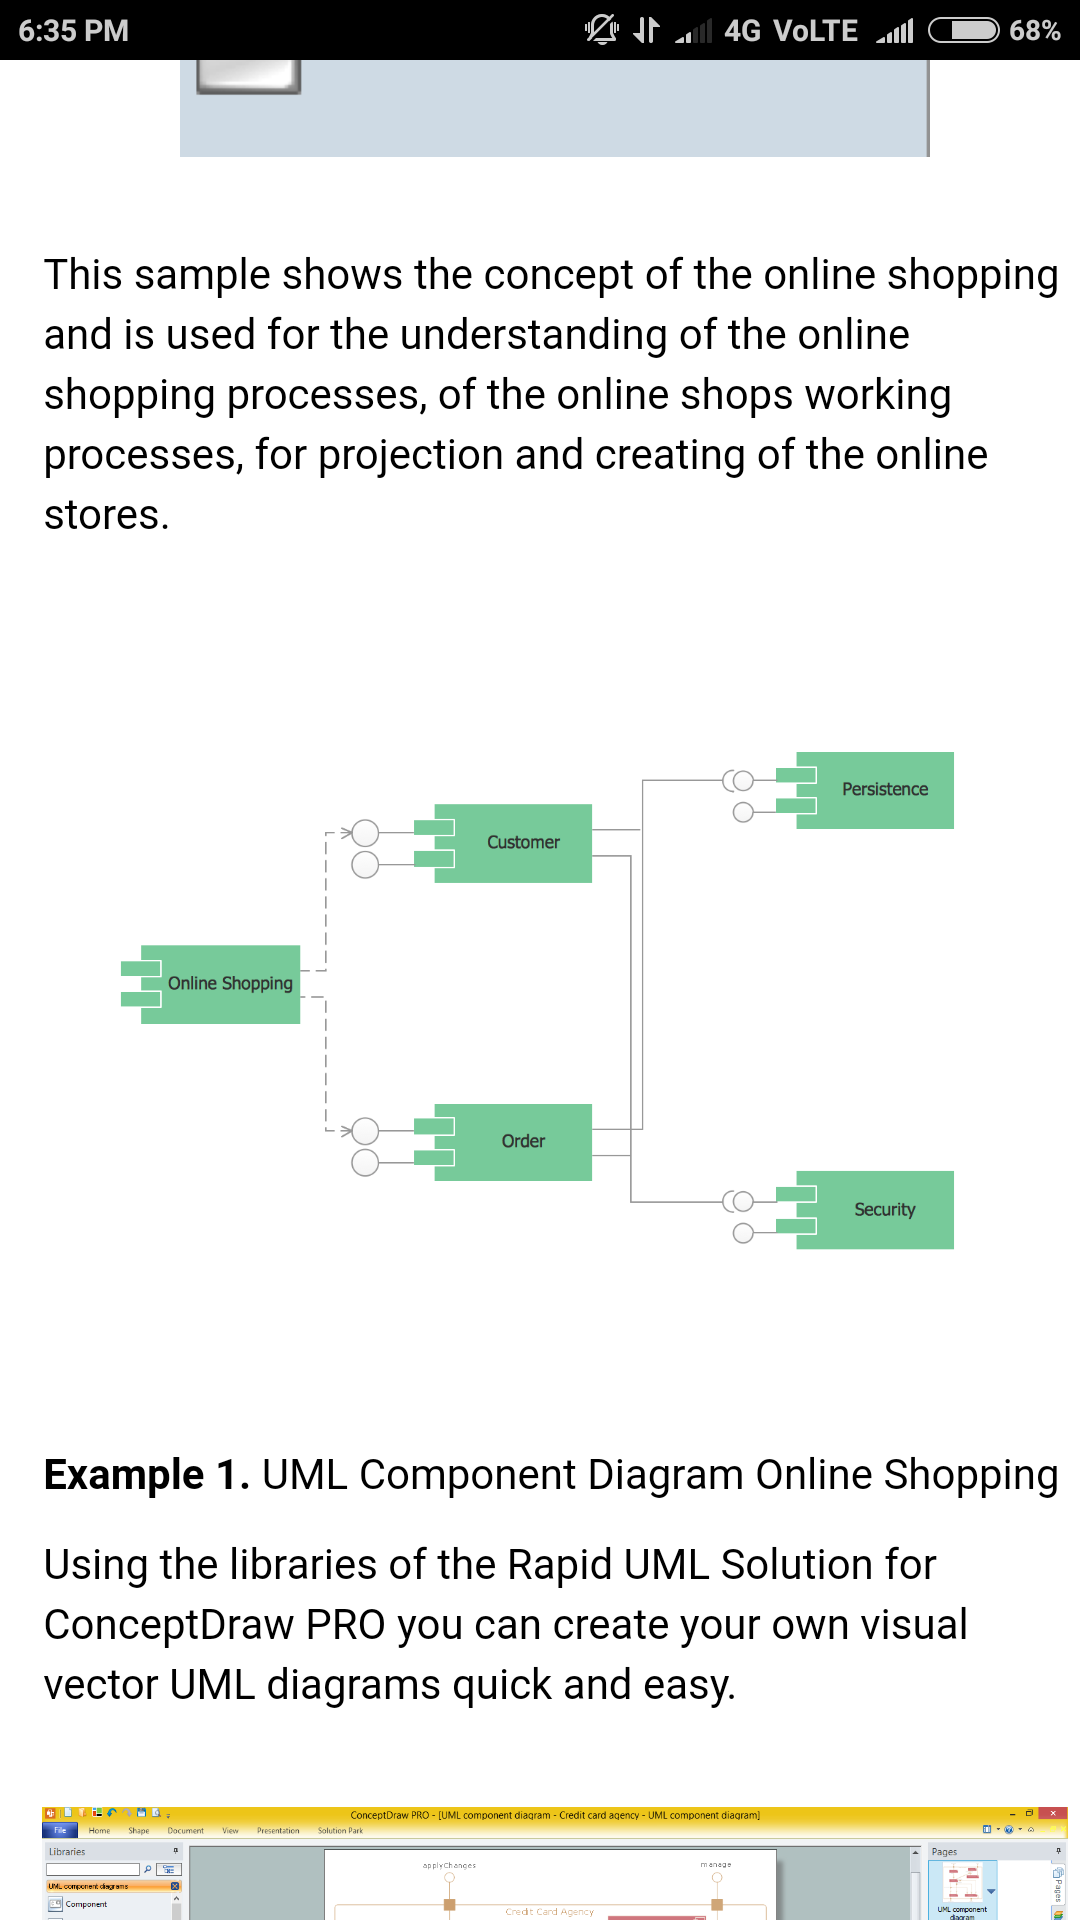 6:35 PM 4G VoLTE 68%
This sample shows the concept of the online shopping
and is used for the understanding of the online
shopping processes, of the online shops working
processes, for projection and creating of the online
stores.
Persistence
Customer
Online Shopping
Order
Security
Example 1. UML Component Diagram Online Shopping
Using the libraries of the Rapid UML Solution for
ConceptDraw PRO you can create your own visual
vector UML diagrams quick and easy.
ConceptDraw PRO - [UML component diagram - Credit card agency - UML component diagram]
File Home Shape Document View Presentation Solution Park
Libraries
Pages
applyChanges
manage
UML component diagrams
Component
Credit Card Agency
UML component
diagram
Pages